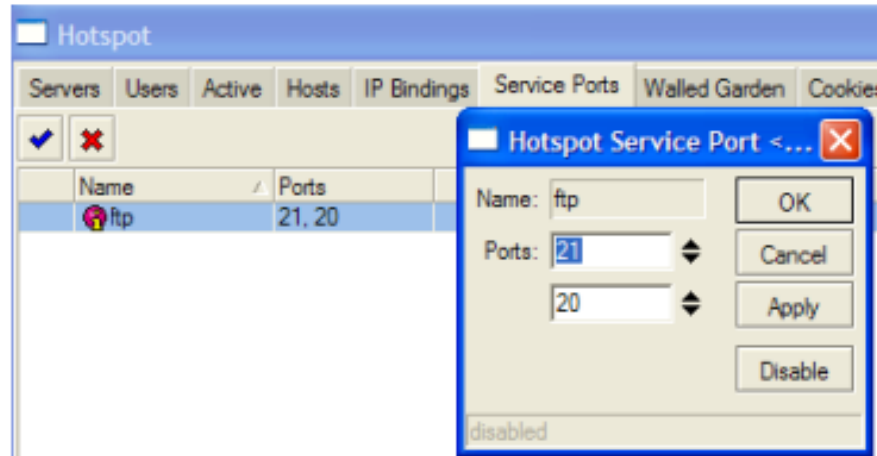 Hotspot
Servers Users Active Hosts IP Bindings Service Ports Walled Garden Cookies
Name Ports
ftp 21, 20
Hotspot Service Port <...
Name: ftp OK
Ports: 21 Cancel
20 Apply
Disable
disabled